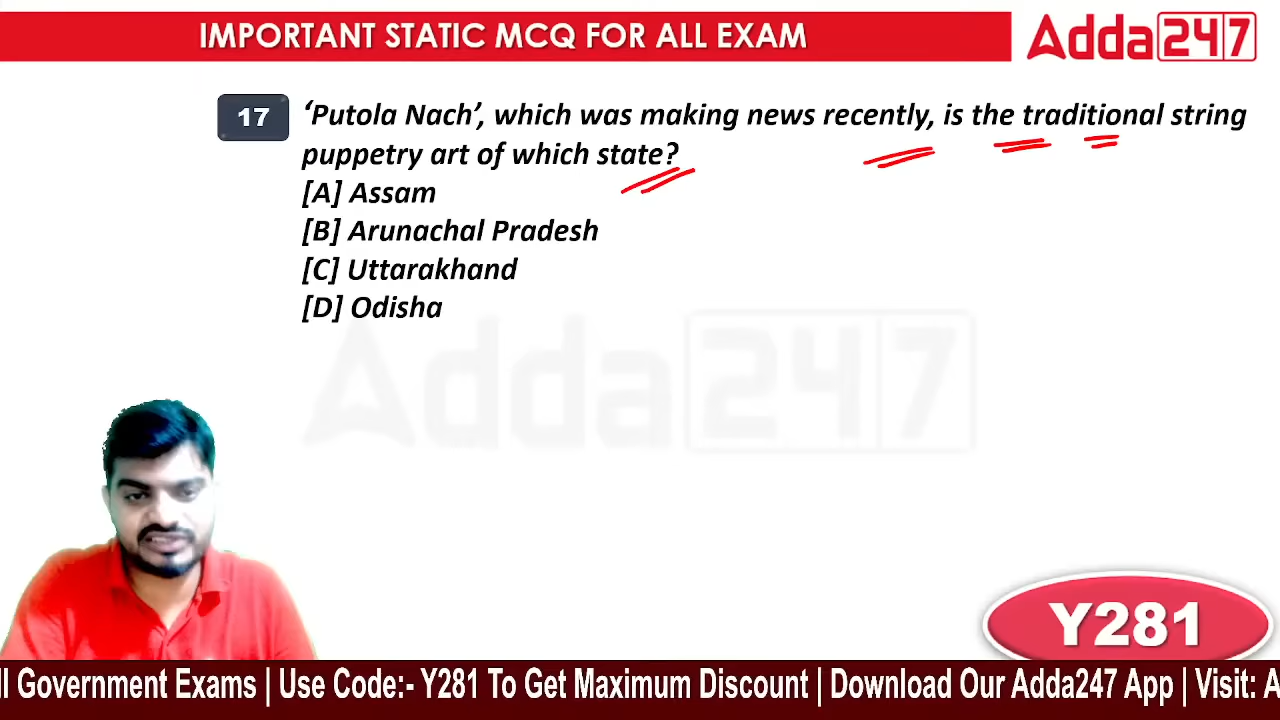 IMPORTANT STATIC MCQ FOR ALL EXAM
Adda247
17
‘Putola Nach’, which was making news recently, is the traditional string
puppetry art of which state?
[A] Assam
[B] Arunachal Pradesh
[C] Uttarakhand
[D] Odisha
Adda247
Y281
ll Government Exams | Use Code:- Y281 To Get Maximum Discount | Download Our Adda247 App | Visit: A